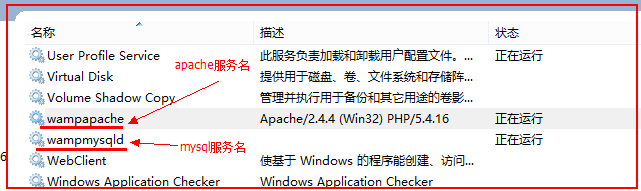 名称 描述 状态
User Profile Service 此服务负责加载和卸载用户配置文件。... 正在运行
Virtual Disk 提供用于磁盘、卷、文件系统和存储阵...
apache服务名
Volume Shadow Copy 管理并执行用于备份和其它用途的卷影...
wampapache Apache/2.4.4 (Win32) PHP/5.4.16 正在运行
wampmysqld 正在运行
mysql服务名
6
WebClient 使基于 Windows 的程序能创建、访问...
Windows Application Checker Windows Application Checker